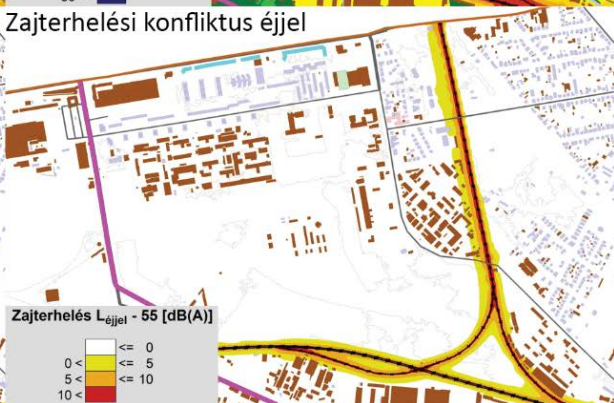 Zajterhelési konfliktus éjjel
Zajterhelés Léjjel - 55 [dB(A)]
<= 0
0 < <= 5
5 < <= 10
10 <